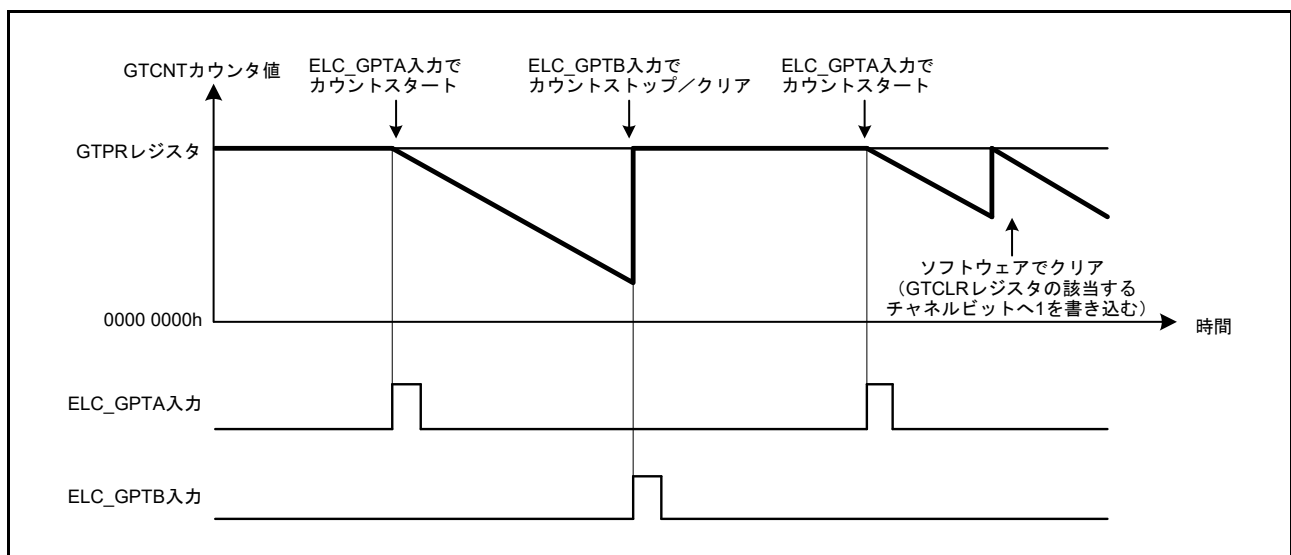 GTCNTカウンタ値
ELC_GPTA入力で
カウントスタート
ELC_GPTB入力で
カウントストップ／クリア
ELC_GPTA入力で
カウントスタート
GTPRレジスタ
ソフトウェアでクリア
（GTCLRレジスタの該当する
チャネルビットへ1を書き込む）
0000 0000h
時間
ELC_GPTA入力
ELC_GPTB入力